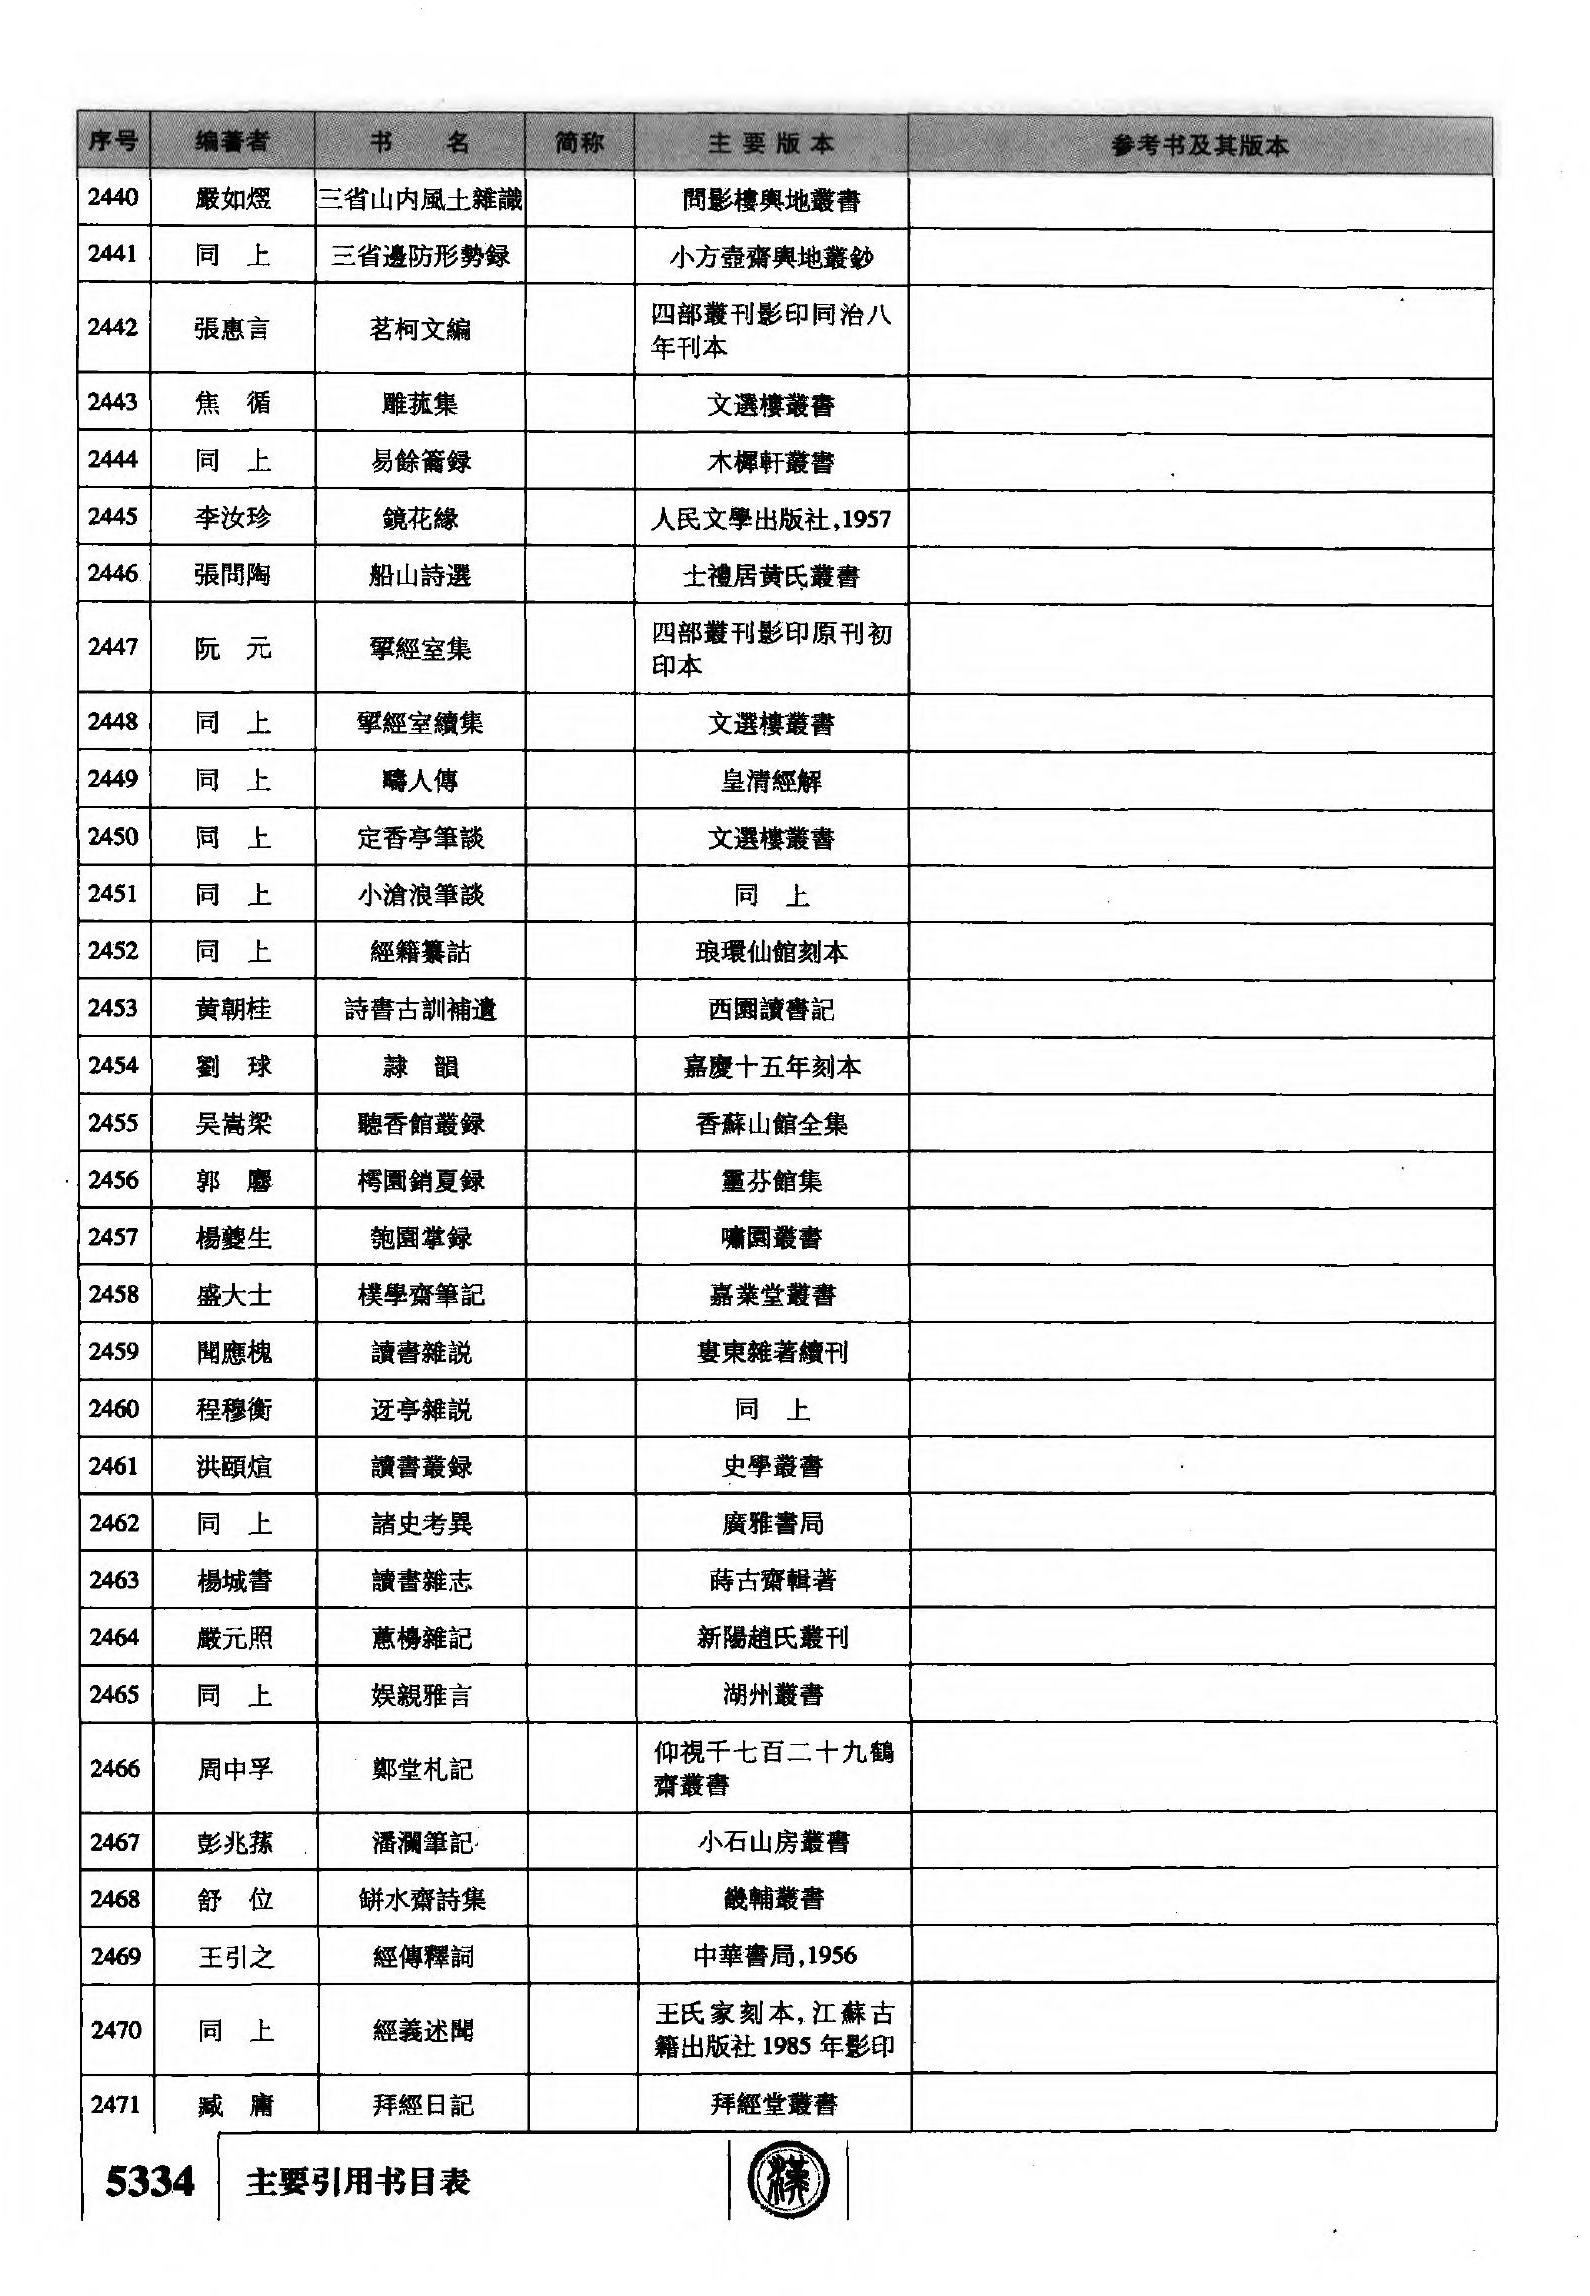 序号 编著者 书名 简称 主要版本 参考书及其版本
2440 嚴如熤 三省山内風土雜識 問影樓輿地叢書
2441 同上 三省邊防形勢録 小方壺齋輿地叢鈔
2442 張惠言 茗柯文編 四部叢刊影印同治八
年刊本
2443 焦循 雕菰集 文選樓叢書
2444 同上 易餘籥録 木樨軒叢書
2445 李汝珍 鏡花緣 人民文學出版社,1957
2446 張問陶 船山詩選 士禮居黄氏叢書
2447 阮元 揅經室集 四部叢刊影印原刊初
印本
2448 同上 揅經室續集 文選樓叢書
2449 同上 疇人傳 皇清經解
2450 同上 定香亭筆談 文選樓叢書
2451 同上 小滄浪筆談 同上
2452 同上 經籍纂詁 琅環仙館刻本
2453 黄朝桂 詩書古訓補遺 西園讀書記
2454 劉球 隸韻 嘉慶十五年刻本
2455 吴嵩梁 聽香館叢録 香蘇山館全集
2456 郭麐 樗園銷夏録 靈芬館集
2457 楊夔生 匏園掌録 嘯園叢書
2458 盛大士 樸學齋筆記 嘉業堂叢書
2459 聞應槐 讀書雜説 婁東雜著續刊
2460 程穆衡 迓亭雜説 同上
2461 洪頤煊 讀書叢録 史學叢書
2462 同上 諸史考異 廣雅書局
2463 楊城書 讀書雜志 蒔古齋輯著
2464 嚴元照 蕙櫋雜記 新陽趙氏叢刊
2465 同上 娱親雅言 湖州叢書
2466 周中孚 鄭堂札記 仰視千七百二十九鶴
齋叢書
2467 彭兆蓀 潘瀾筆記 小石山房叢書
2468 舒位 缾水齋詩集 畿輔叢書
2469 王引之 經傳釋詞 中華書局,1956
2470 同上 經義述聞 王氏家刻本,江蘇古
籍出版社1985年影印
2471 臧庸 拜經日記 拜經堂叢書
5334 主要引用书目表 漢